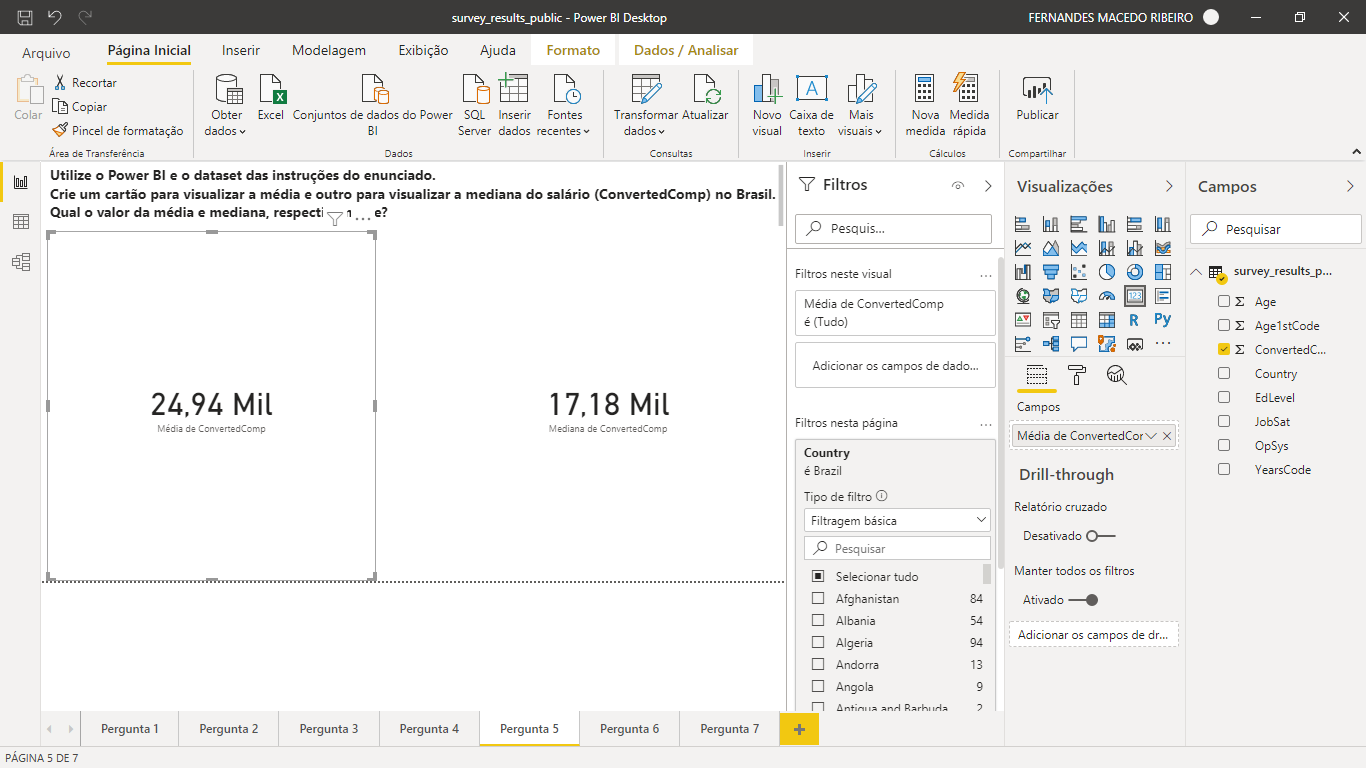 survey_results_public - Power BI Desktop
FERNANDES MACEDO RIBEIRO
Arquivo
Página Inicial
Inserir
Modelagem
Exibição
Ajuda
Formato
Dados / Analisar
Colar
Recortar
Copiar
Pincel de formatação
Área de Transferência
Obter
dados
Excel
Conjuntos de dados do Power
BI
SQL
Server
Inserir
dados
Fontes
recentes
Dados
Transformar
dados
Atualizar
Consultas
Novo
visual
Caixa de
texto
Mais
visuais
Inserir
Nova
medida
Medida
rápida
Cálculos
Publicar
Compartilhar
Utilize o Power BI e o dataset das instruções do enunciado.
Crie um cartão para visualizar a média e outro para visualizar a mediana do salário (ConvertedComp) no Brasil.
Qual o valor da média e mediana, e?
24,94 Mil
Média de ConvertedComp
17,18 Mil
Mediana de ConvertedComp
Filtros
Pesquis...
Filtros neste visual
...
Média de ConvertedComp
é (Tudo)
Adicionar os campos de dado...
Filtros nesta página
...
Country
é Brazil
Tipo de filtro
Filtragem básica
Pesquisar
Selecionar tudo
Afghanistan 84
Albania 54
Algeria 94
Andorra 13
Angola 9
Antigua and Barbuda 2
Visualizações
123
R
Py
...
Campos
Média de ConvertedCor
Drill-through
Relatório cruzado
Desativado
Manter todos os filtros
Ativado
Adicionar os campos de dr...
Campos
Pesquisar
survey_results_p...
Σ Age
Σ Age1stCode
Σ ConvertedC...
Country
EdLevel
JobSat
OpSys
YearsCode
Pergunta 1
Pergunta 2
Pergunta 3
Pergunta 4
Pergunta 5
Pergunta 6
Pergunta 7
+
PÁGINA 5 DE 7